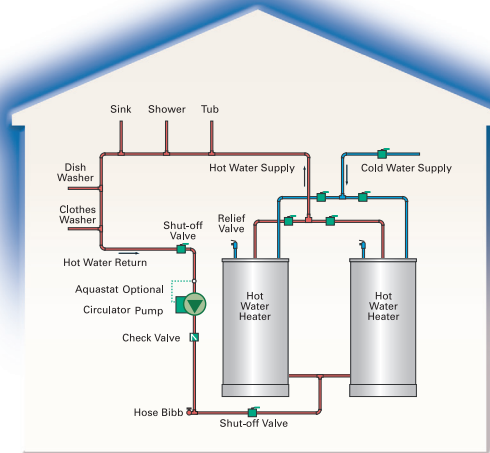 Sink Shower Tub
Hot Water Supply
Cold Water Supply
Dish
Washer
Clothes
Washer
Shut-off
Valve
Relief
Valve
Hot Water Return
Aquastat Optional
Circulator Pump
Check Valve
Hot
Water
Heater
Hot
Water
Heater
Hose Bibb
Shut-off Valve